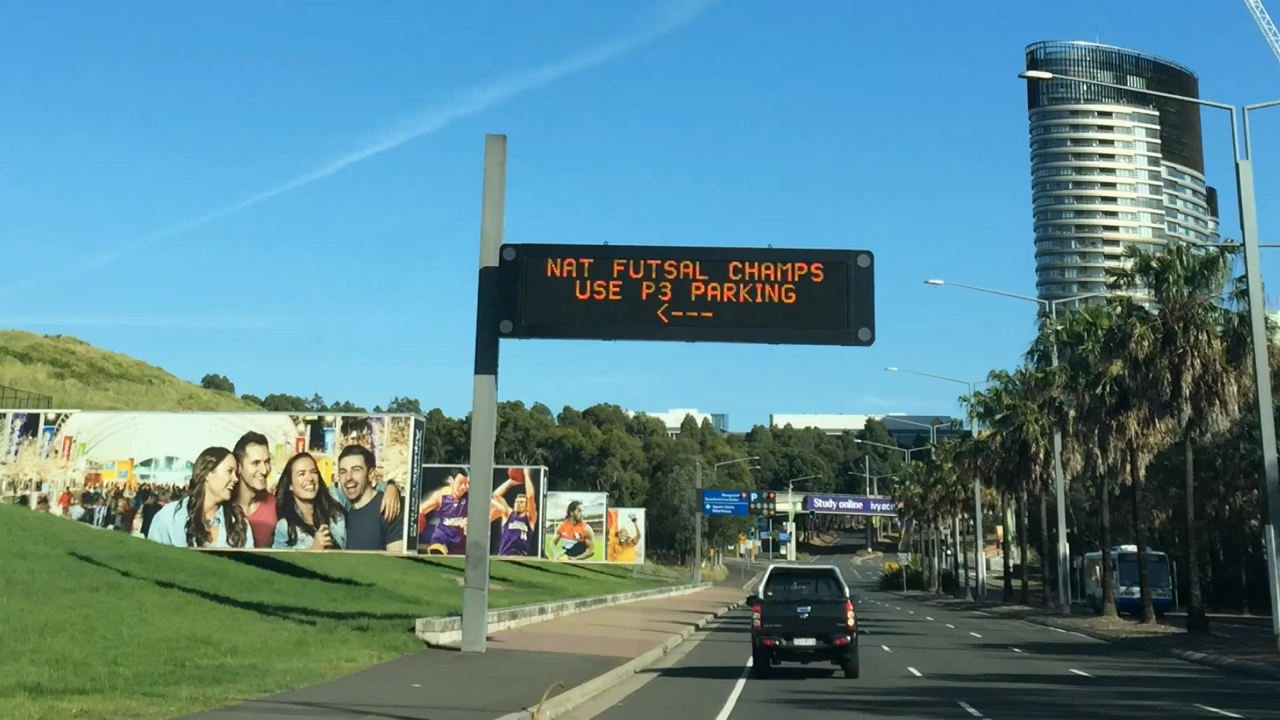 NAT FUTSAL CHAMPS
USE P3 PARKING
<---
P
Study online